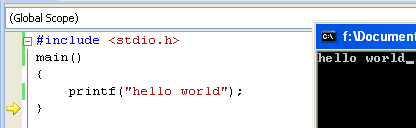 (Global Scope)
#include <stdio.h>
main()
{
printf("hello world");
}
f:\Document
hello world_